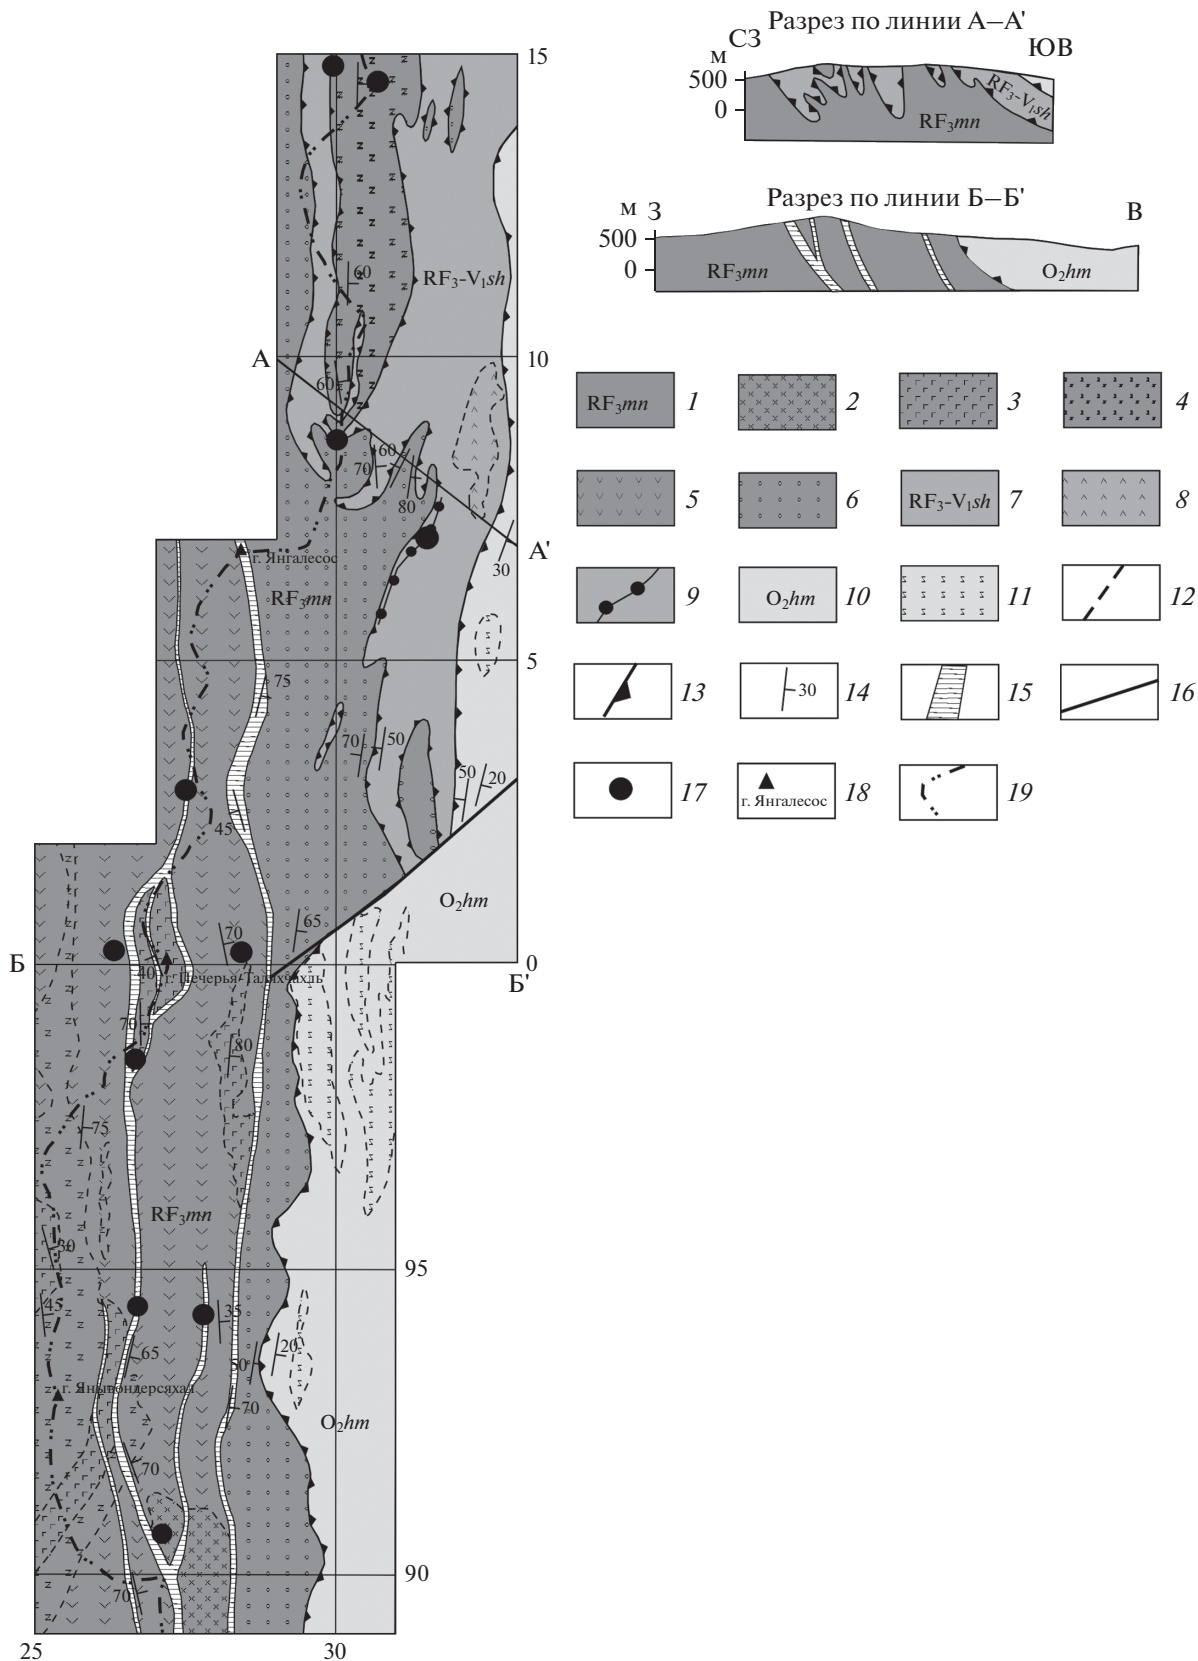 Разрез по линии А–А'
СЗ
ЮВ
м
500
0
RF₃-V₁sh
RF₃mn
Разрез по линии Б–Б'
м
З
В
500
0
RF₃mn
O₂hm
15
60
RF₃-V₁sh
А
10
60
60
70
80
А'
30
г. Янгалесос
RF₃mn
5
75
70
50
50
20
45
O₂hm
65
70
Б
0
Б'
40
г. Печерья-Таляхчахль
70
80
75
RF₃mn
30
95
45
35
65
50
20
г. Янывондерсяхал
70
O₂hm
70
90
70
25
30
RF₃mn 1
2
3
4
5
6
RF₃-V₁sh 7
8
9
O₂hm 10
11
12
13
30 14
15
16
17
г. Янгалесос 18
19